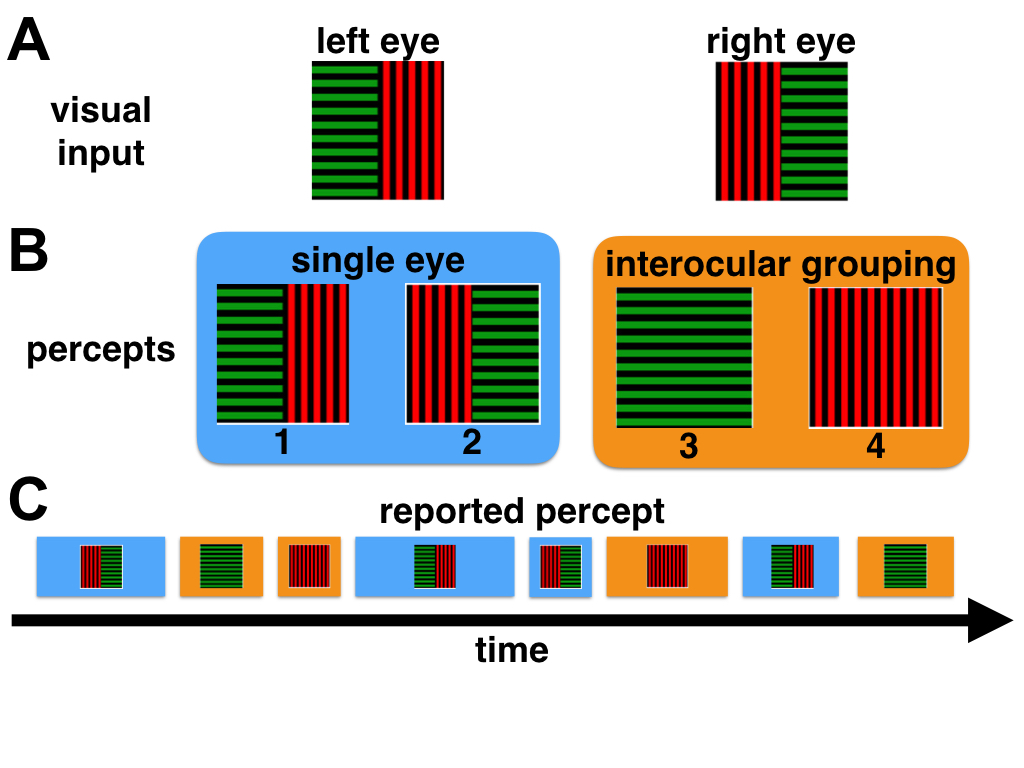 A
left eye
right eye
visual
input
B
single eye
interocular grouping
percepts
1
2
3
4
C
reported percept
time